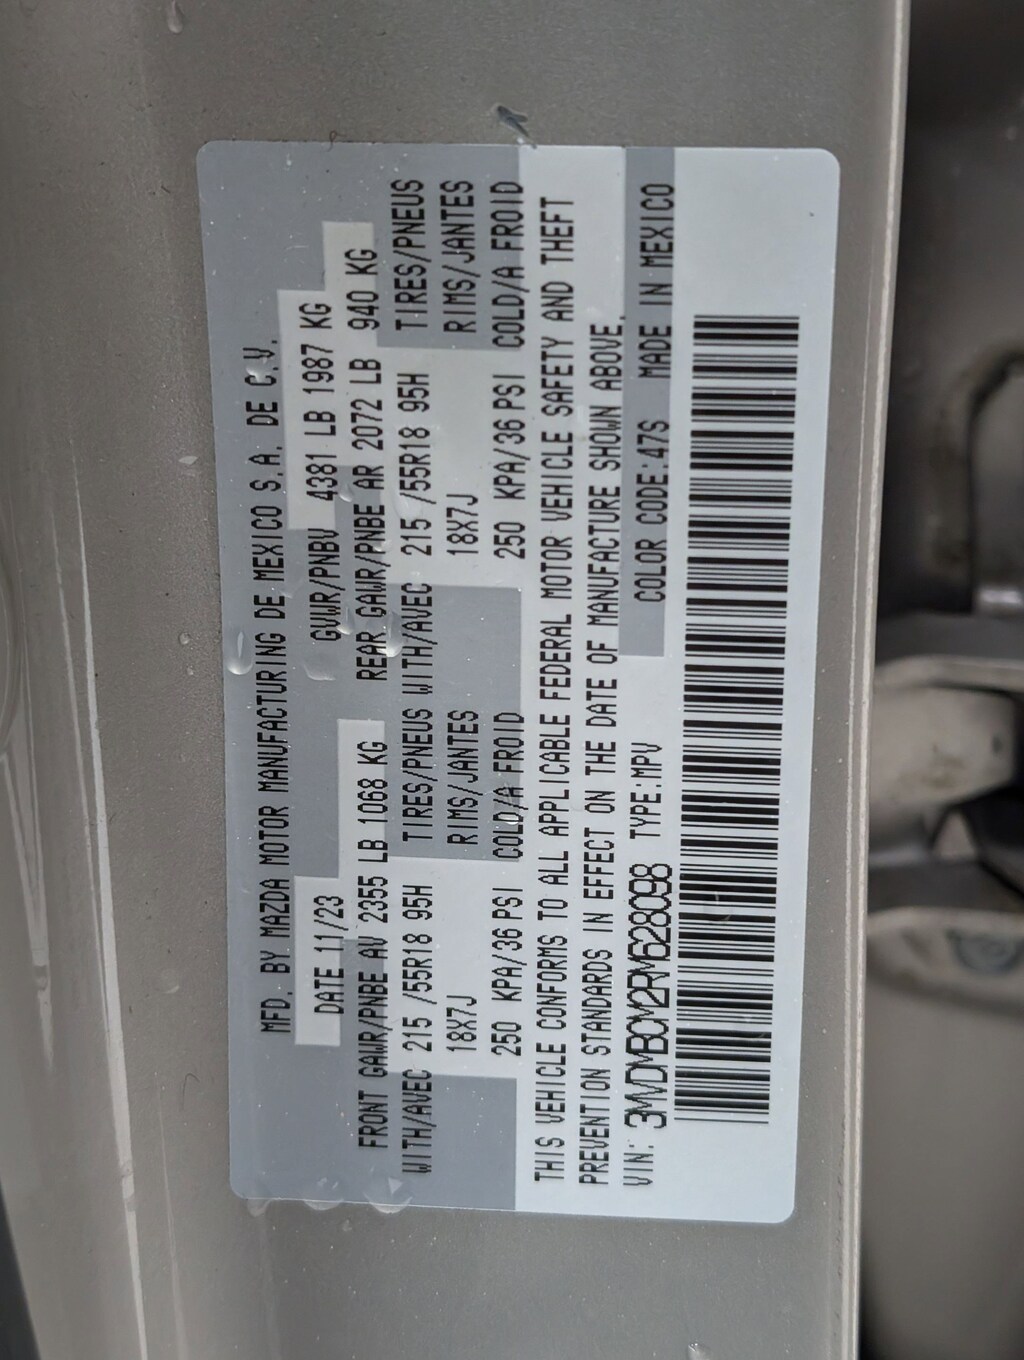 MFD. BY MAZDA MOTOR MANUFACTURING DE MEXICO S.A. DE C.V.
DATE 11/23 GVWR/PNBV 4381 LB 1987 KG
FRONT GAWR/PNBE AV 2355 LB 1068 KG REAR GAWR/PNBE AR 2072 LB 940 KG
WITH/AVEC 215 /55R18 95H TIRES/PNEUS WITH/AVEC 215 /55R18 95H TIRES/PNEUS
18X7J RIMS/JANTES 18X7J RIMS/JANTES
250 KPA/36 PSI COLD/A FROID 250 KPA/36 PSI COLD/A FROID
THIS VEHICLE CONFORMS TO ALL APPLICABLE FEDERAL MOTOR VEHICLE SAFETY AND THEFT
PREVENTION STANDARDS IN EFFECT ON THE DATE OF MANUFACTURE SHOWN ABOVE.
VIN: 3MVDMBCY2RM628098 TYPE:MPV COLOR CODE:47S MADE IN MEXICO